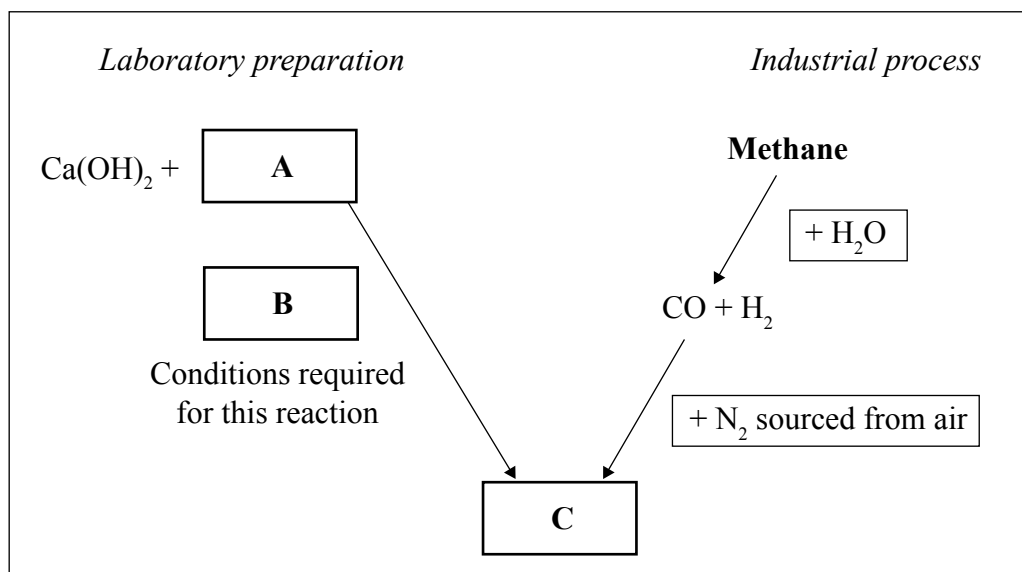 Laboratory preparation
Industrial process
Ca(OH)₂ +
A
Methane
+ H₂O
B
CO + H₂
Conditions required
for this reaction
+ N₂ sourced from air
C